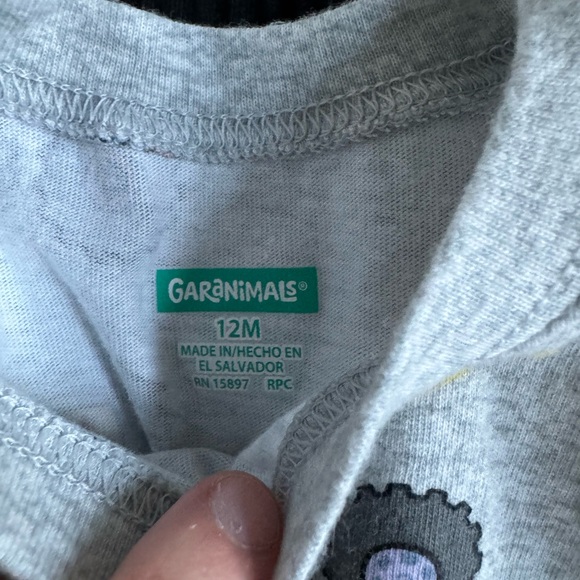 GARANIMALS®
12M
MADE IN/HECHO EN
EL SALVADOR
RN 15897 RPC